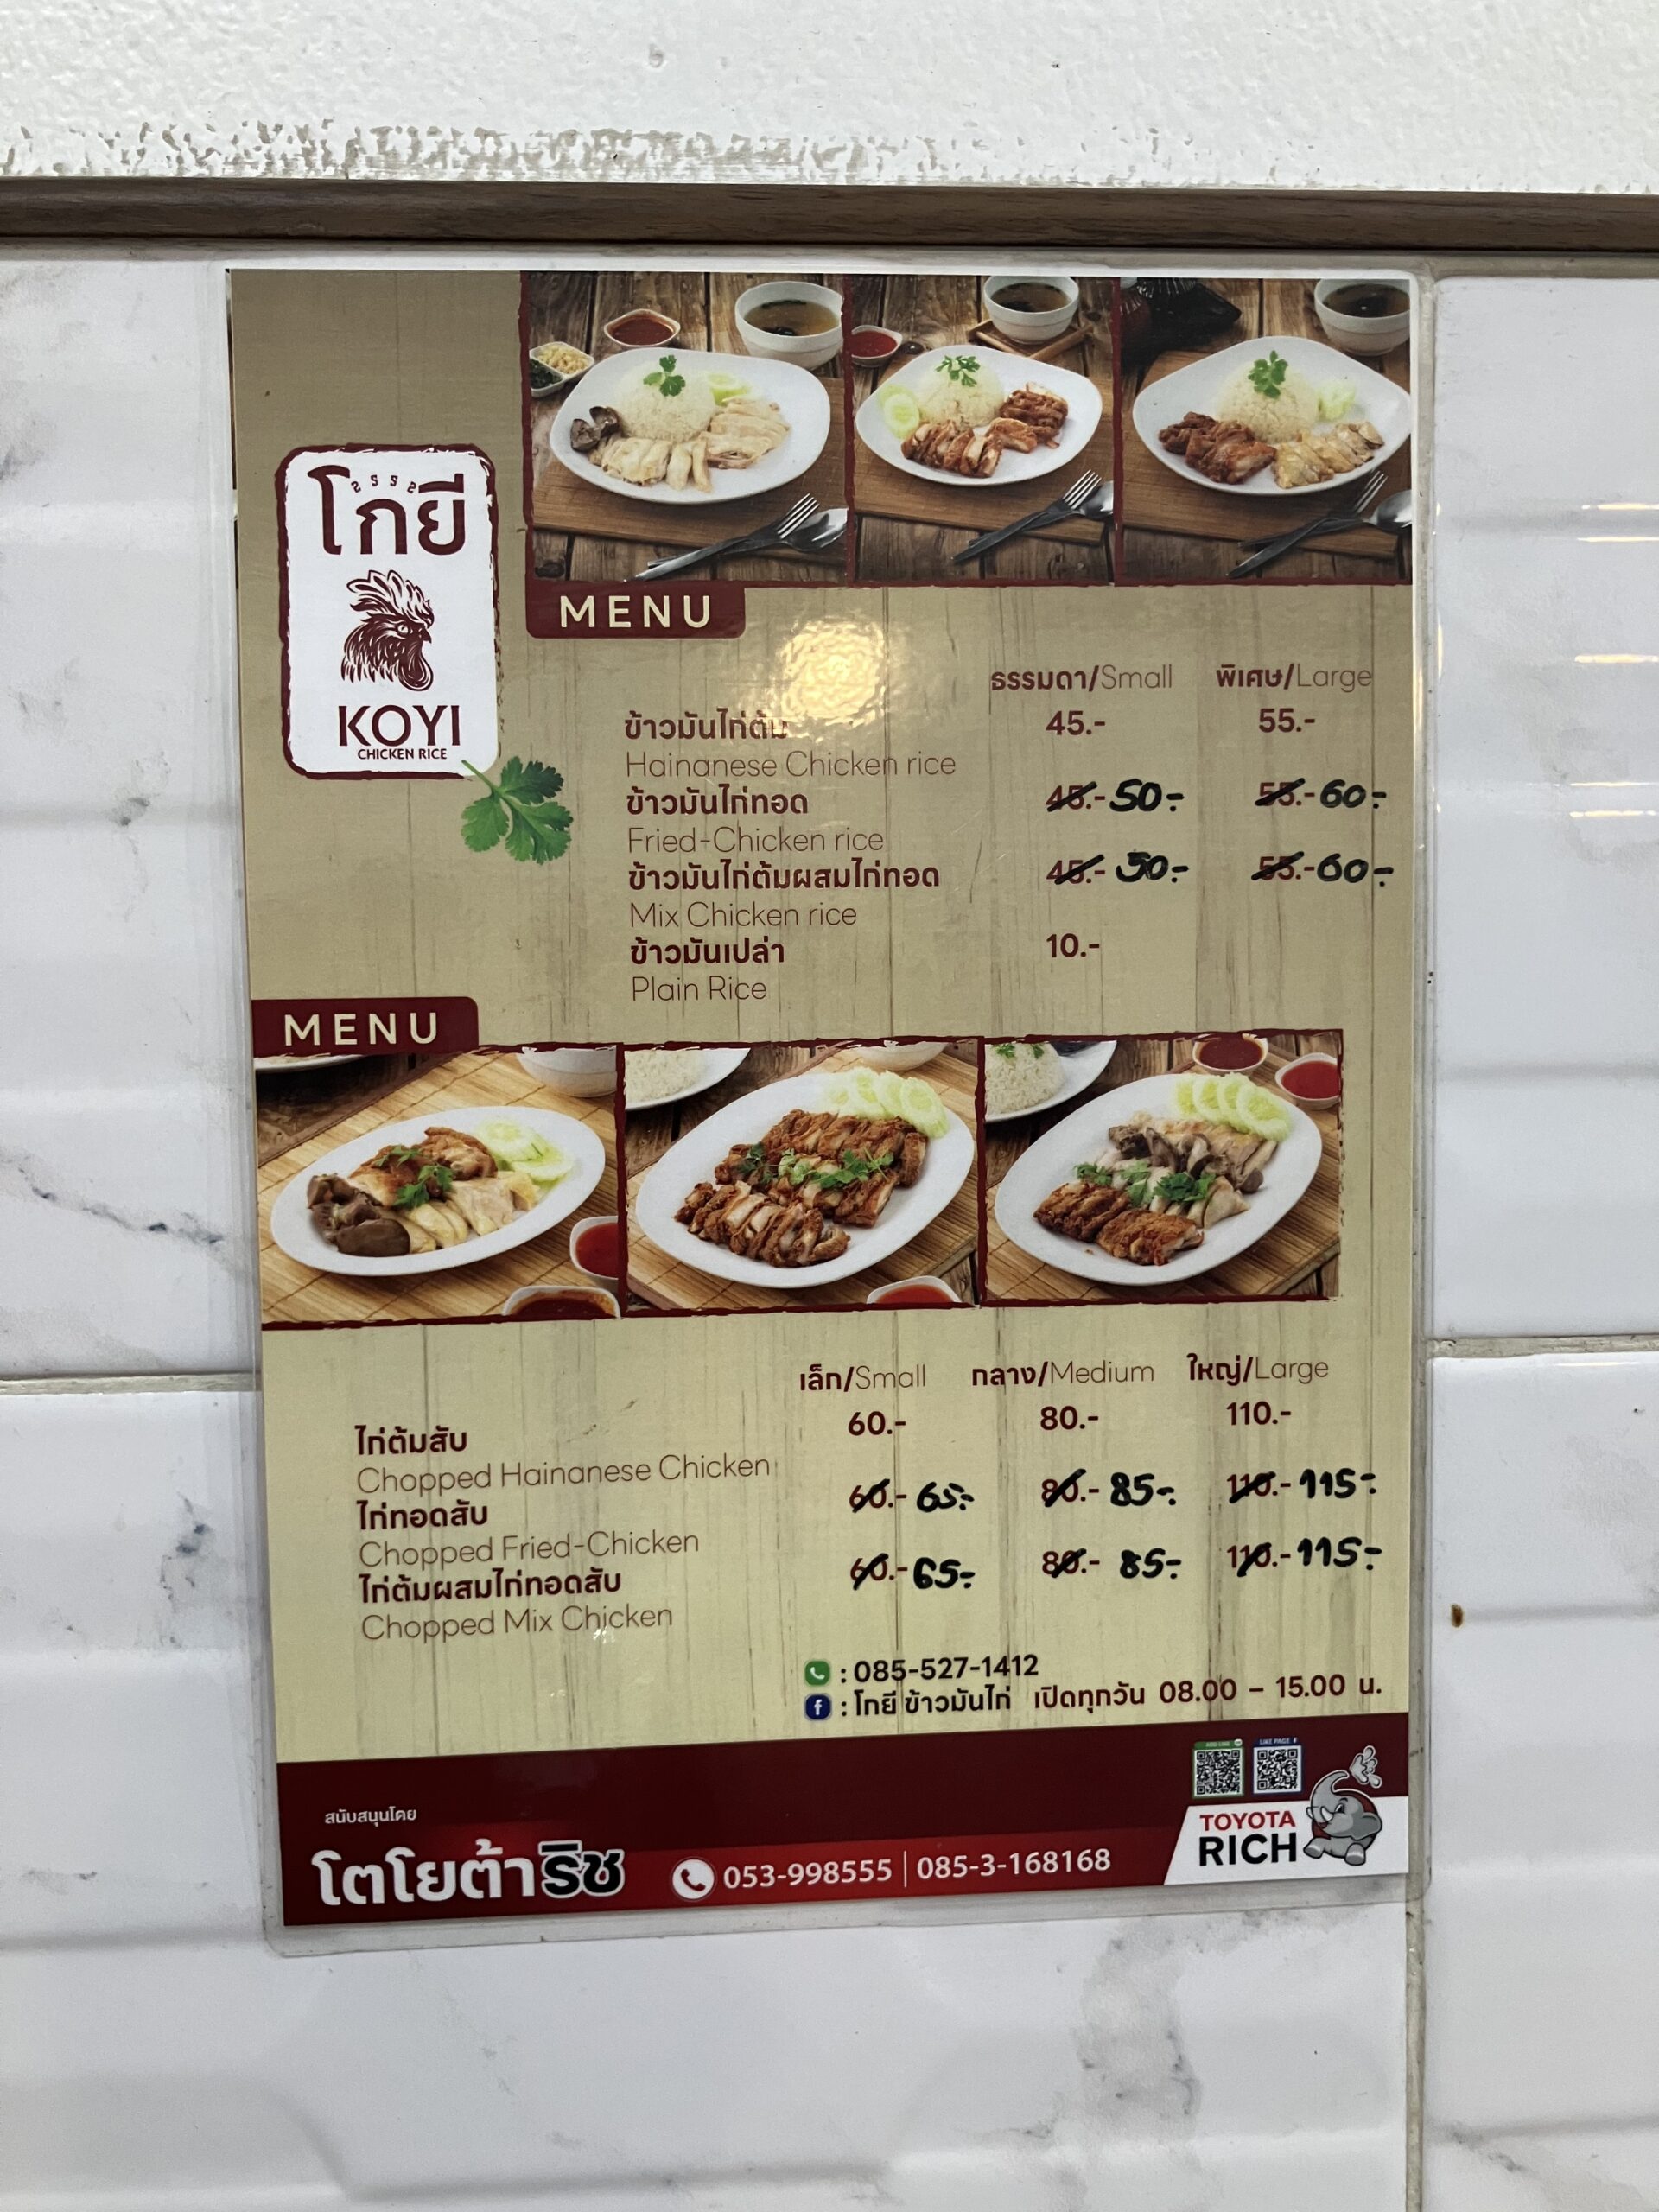 โกยี
2552
KOYI
CHICKEN RICE
MENU
ธรรมดา/Small พิเศษ/Large
ข้าวมันไก่ต้ม 45.- 55.-
Hainanese Chicken rice
ข้าวมันไก่ทอด 45.- 50.- 55.- 60.-
Fried-Chicken rice
ข้าวมันไก่ต้มผสมไก่ทอด 45.- 50.- 55.- 60.-
Mix Chicken rice
ข้าวมันเปล่า 10.-
Plain Rice
MENU
เล็ก/Small กลาง/Medium ใหญ่/Large
ไก่ต้มสับ 60.- 80.- 110.-
Chopped Hainanese Chicken
ไก่ทอดสับ 60.- 65.- 80.- 85.- 110.- 115.-
Chopped Fried-Chicken
ไก่ต้มผสมไก่ทอดสับ 60.- 65.- 80.- 85.- 110.- 115.-
Chopped Mix Chicken
: 085-527-1412
f : โกยี ข้าวมันไก่ เปิดทุกวัน 08.00 – 15.00 น.
ADD LINE LIKE PAGE f
สนับสนุนโดย
โตโยต้าริช 053-998555 | 085-3-168168
TOYOTA
RICH